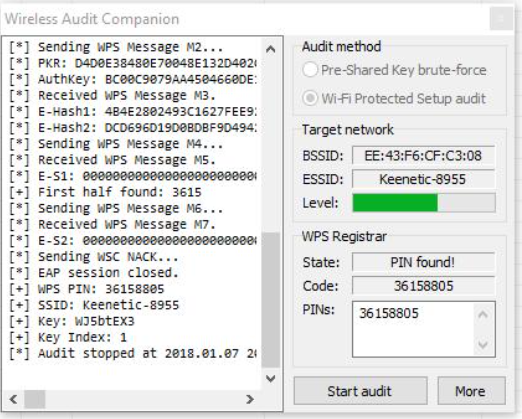 Wireless Audit Companion
[*] Sending WPS Message M2...
[*] PKR: D4D0E38480E70048E132D402(
[*] AuthKey: BC00C9079AA4504660DE:
[*] Received WPS Message M3.
[*] E-Hash1: 4B4E2802493C1627FEE9:
[*] E-Hash2: DCD696D19D0BDBF9D494:
[*] Sending WPS Message M4...
[*] Received WPS Message M5.
[*] E-S1: 000000000000000000000000
[+] First half found: 3615
[*] Sending WPS Message M6...
[*] Received WPS Message M7.
[*] E-S2: 000000000000000000000000
[*] Sending WSC NACK...
[*] EAP session closed.
[+] WPS PIN: 36158805
[+] SSID: Keenetic-8955
[+] Key: WJ5btEX3
[+] Key Index: 1
[*] Audit stopped at 2018.01.07 2(
Audit method
Pre-Shared Key brute-force
Wi-Fi Protected Setup audit
Target network
BSSID: EE:43:F6:CF:C3:08
ESSID: Keenetic-8955
Level:
WPS Registrar
State: PIN found!
Code: 36158805
PINs: 36158805
Start audit More